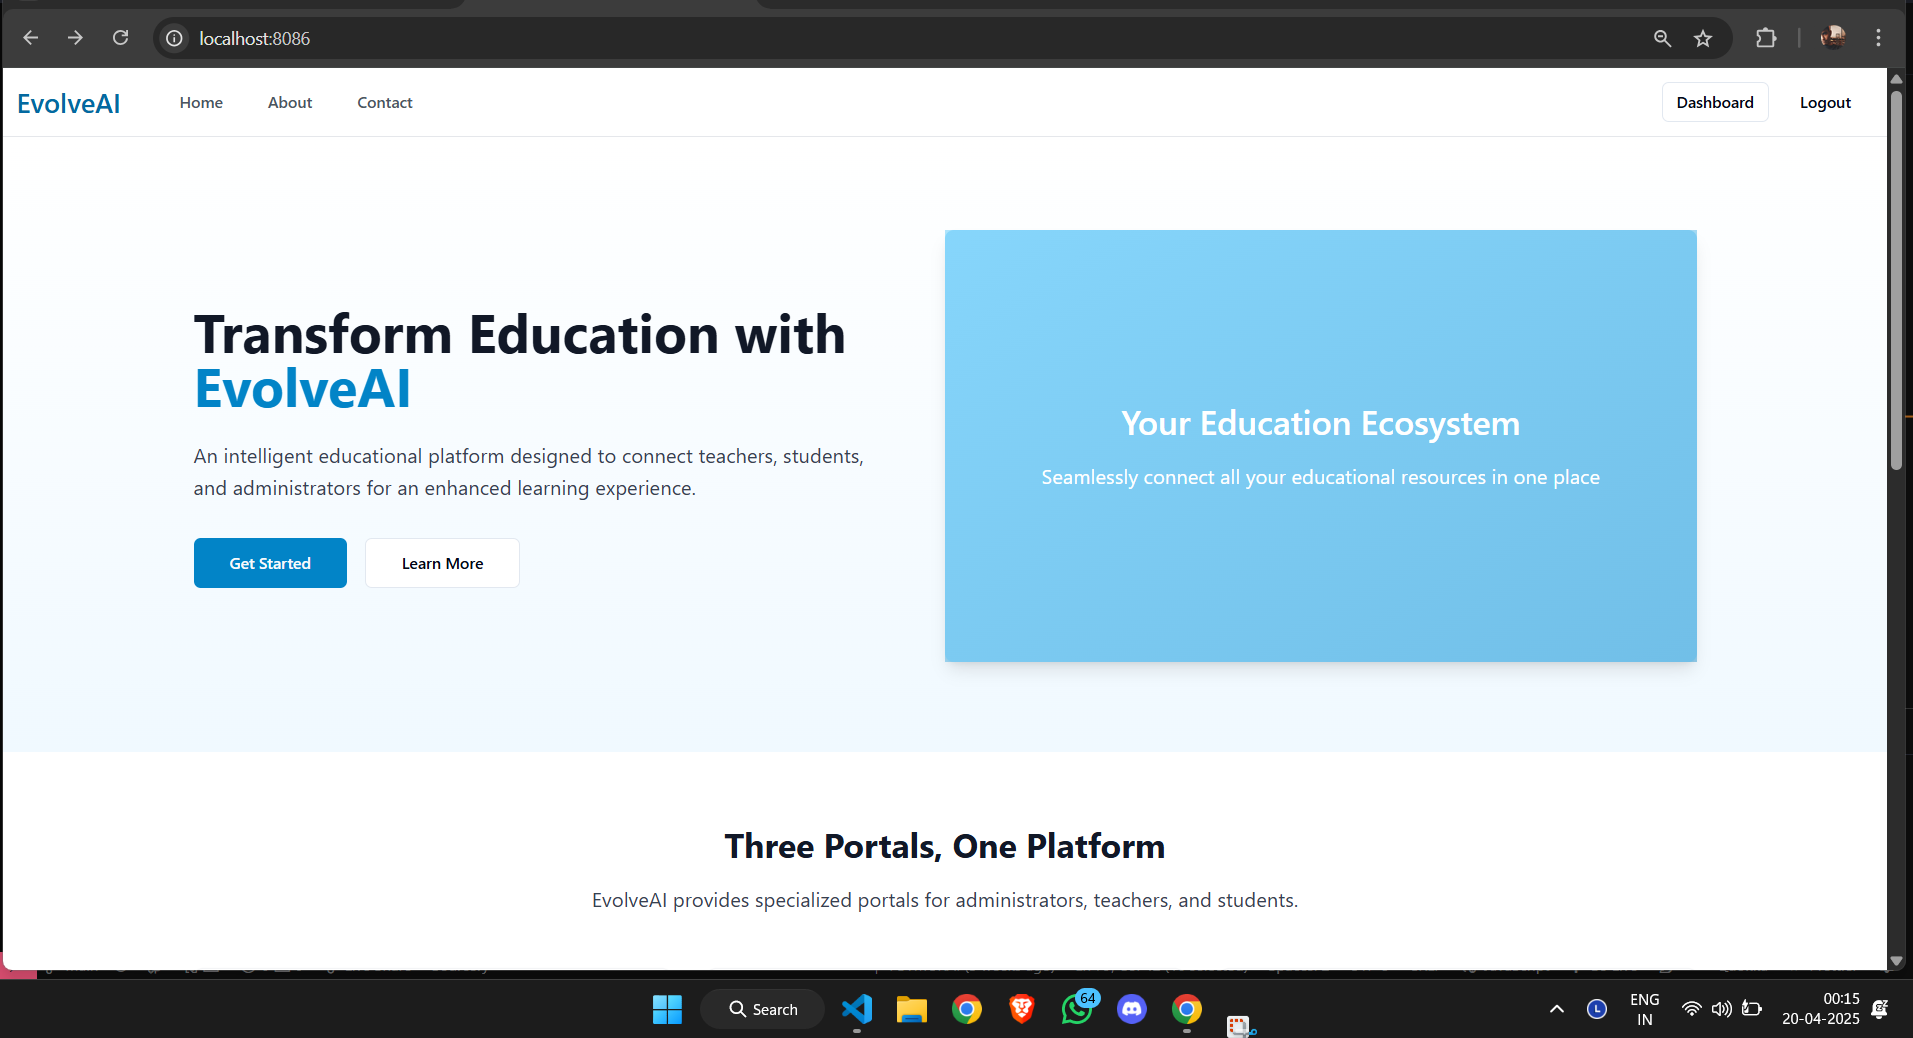 localhost:8086
EvolveAI
Home
About
Contact
Dashboard
Logout
Transform Education with
EvolveAI
An intelligent educational platform designed to connect teachers, students,
and administrators for an enhanced learning experience.
Get Started
Learn More
Your Education Ecosystem
Seamlessly connect all your educational resources in one place
Three Portals, One Platform
EvolveAI provides specialized portals for administrators, teachers, and students.
Search
64
L
ENG
IN
00:15
20-04-2025